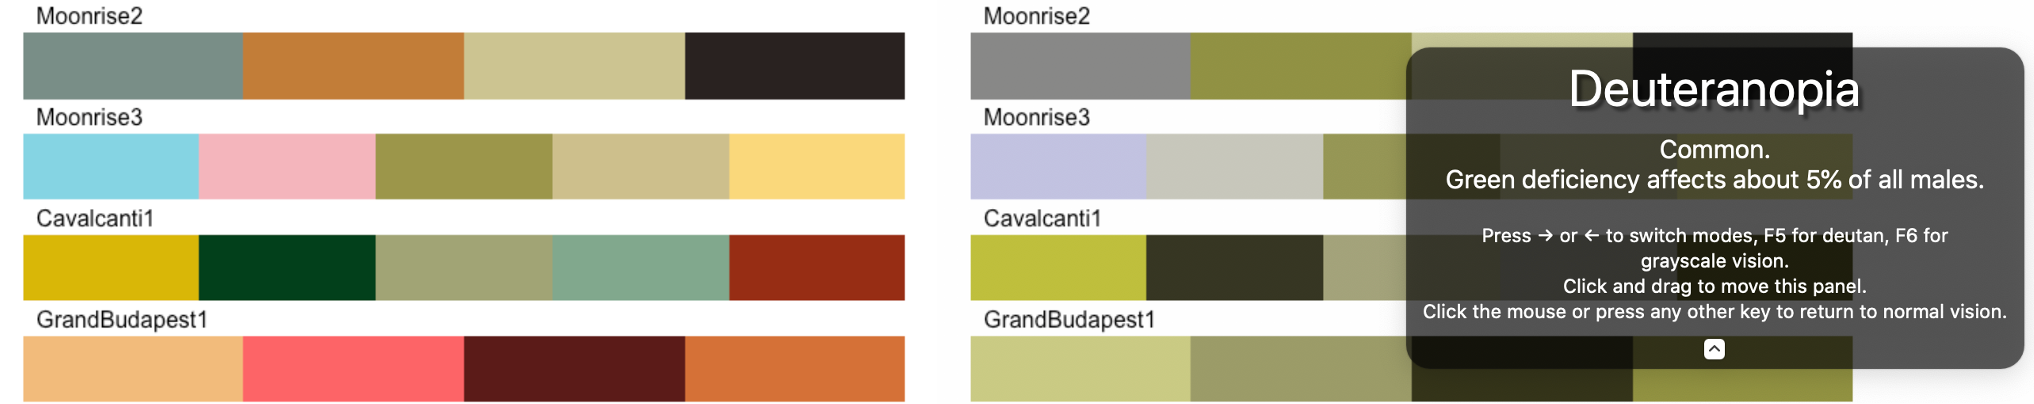 Moonrise2
Moonrise3
Cavalcanti1
GrandBudapest1
Moonrise2
Moonrise3
Cavalcanti1
GrandBudapest1
Deuteranopia
Common.
Green deficiency affects about 5% of all males.
Press → or ← to switch modes, F5 for deutan, F6 for
grayscale vision.
Click and drag to move this panel.
Click the mouse or press any other key to return to normal vision.